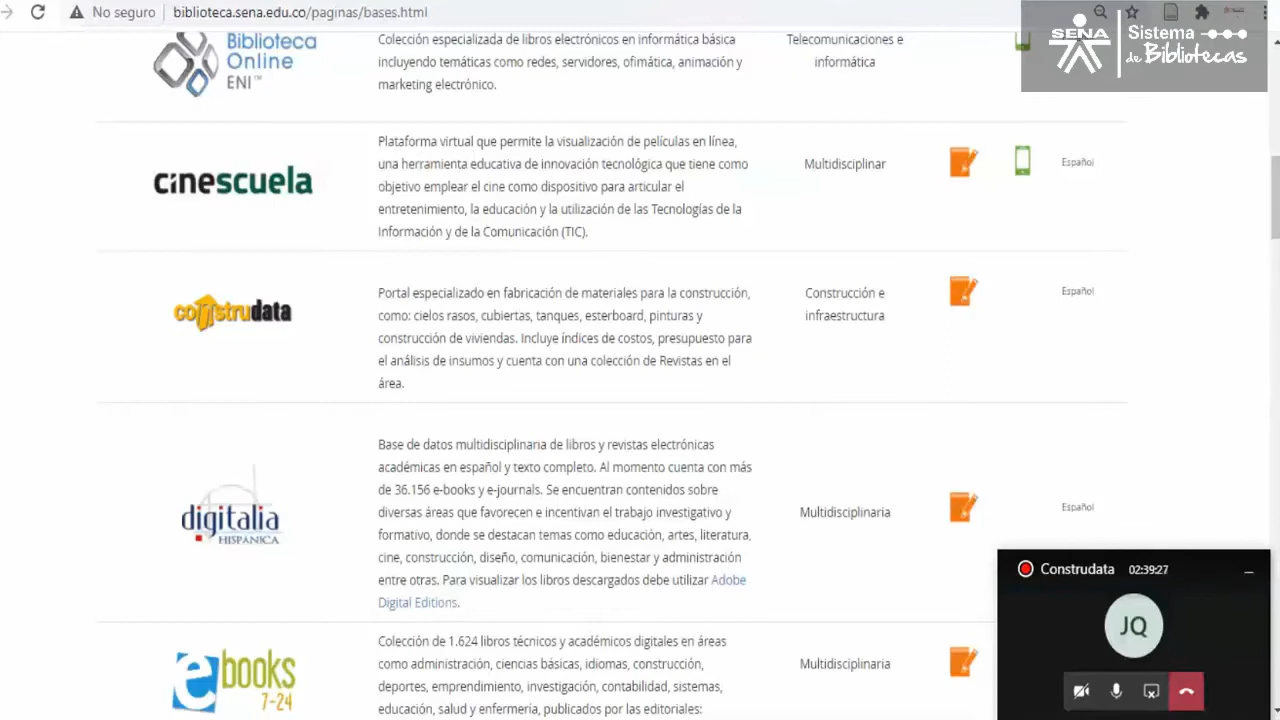 No seguro
biblioteca.sena.edu.co/paginas/bases.html
SENA
Sistema
de Bibliotecas
Biblioteca
Online
ENI™
Colección especializada de libros electrónicos en informática básica
incluyendo temáticas como redes, servidores, ofimática, animación y
marketing electrónico.
Telecomunicaciones e
informática
cinescuela
Plataforma virtual que permite la visualización de películas en línea,
una herramienta educativa de innovación tecnológica que tiene como
objetivo emplear el cine como dispositivo para articular el
entretenimiento, la educación y la utilización de las Tecnologías de la
Información y de la Comunicación (TIC).
Multidisciplinar
Español
construdata
Portal especializado en fabricación de materiales para la construcción,
como: cielos rasos, cubiertas, tanques, esterboard, pinturas y
construcción de viviendas. Incluye índices de costos, presupuesto para
el análisis de insumos y cuenta con una colección de Revistas en el
área.
Construcción e
infraestructura
Español
digitalia
HISPÁNICA
Base de datos multidisciplinaria de libros y revistas electrónicas
académicas en español y texto completo. Al momento cuenta con más
de 36.156 e-books y e-journals. Se encuentran contenidos sobre
diversas áreas que favorecen e incentivan el trabajo investigativo y
formativo, donde se destacan temas como educación, artes, literatura,
cine, construcción, diseño, comunicación, bienestar y administración
entre otras. Para visualizar los libros descargados debe utilizar Adobe
Digital Editions.
Multidisciplinaria
Español
Construdata 02:39:27
JQ
e books
7-24
Colección de 1.624 libros técnicos y académicos digitales en áreas
como administración, ciencias básicas, idiomas, construcción,
deportes, emprendimiento, investigación, contabilidad, sistemas,
educación, salud y enfermería, publicados por las editoriales:
Multidisciplinaria